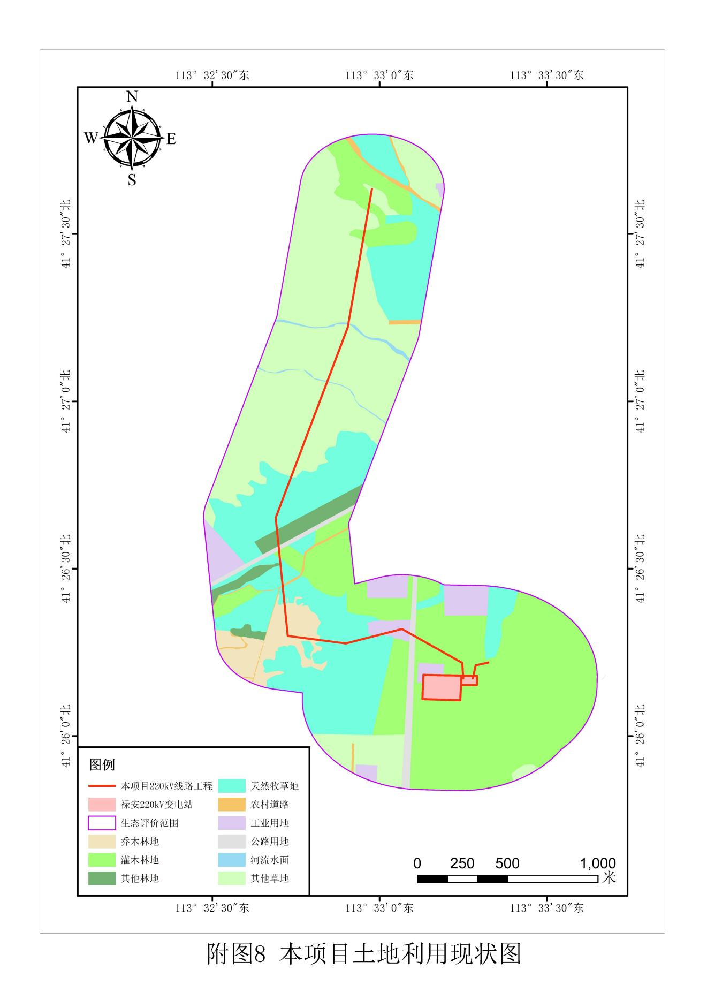 113° 32′30″东 113° 33′0″东 113° 33′30″东
N
W E
S
41° 27′30″北 41° 27′30″北
41° 27′0″北 41° 27′0″北
41° 26′30″北 41° 26′30″北
41° 26′0″北 41° 26′0″北
图例
本项目220kV线路工程 天然牧草地
禄安220kV变电站 农村道路
生态评价范围 工业用地
乔木林地 公路用地
灌木林地 河流水面
其他林地 其他草地
0 250 500 1,000
米
113° 32′30″东 113° 33′0″东 113° 33′30″东
附图8 本项目土地利用现状图